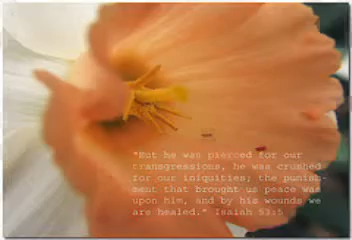 "But he was pierced for our
transgressions, he was crushed
for our iniquities; the punish-
ment that brought us peace was
upon him, and by his wounds we
are healed." Isaiah 53:5